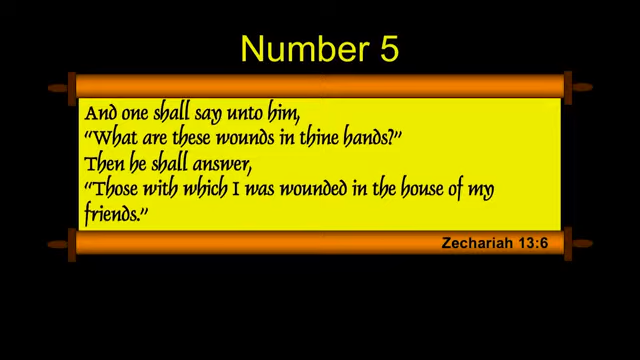 Number 5
And one shall say unto him,
“What are these wounds in thine hands?”
Then he shall answer,
“Those with which I was wounded in the house of my
friends.”
Zechariah 13:6